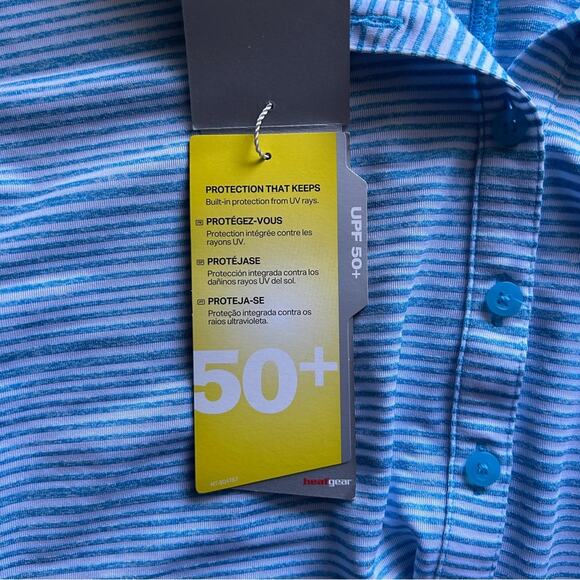 PROTECTION THAT KEEPS
Built-in protection from UV rays.
PROTÉGEZ-VOUS
Protection intégrée contre les
rayons UV.
PROTÉJASE
Protección integrada contra los
dañinos rayos UV del sol.
PROTEJA-SE
Proteção integrada contra os
raios ultravioleta.
50+
UPF 50+
heatgear